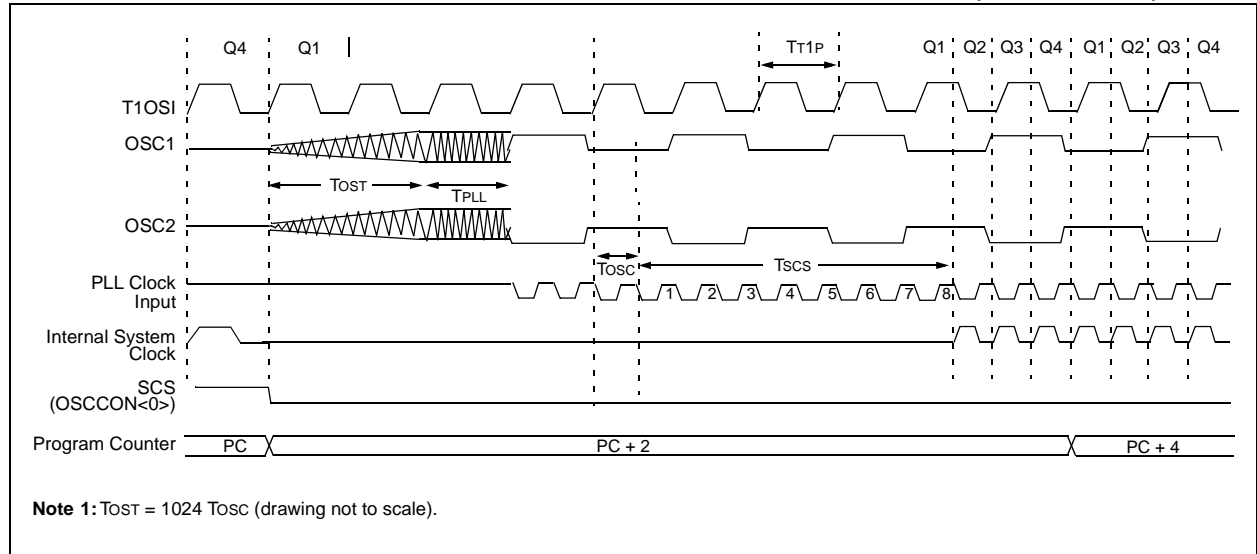 Q4 Q1 TT1P Q1 Q2 Q3 Q4 Q1 Q2 Q3 Q4
T1OSI
OSC1
TOST
TPLL
OSC2
TOSC TSCS
PLL Clock
Input
1 2 3 4 5 6 7 8
Internal System
Clock
SCS
(OSCCON<0>)
Program Counter PC PC + 2 PC + 4
Note 1: TOST = 1024 TOSC (drawing not to scale).